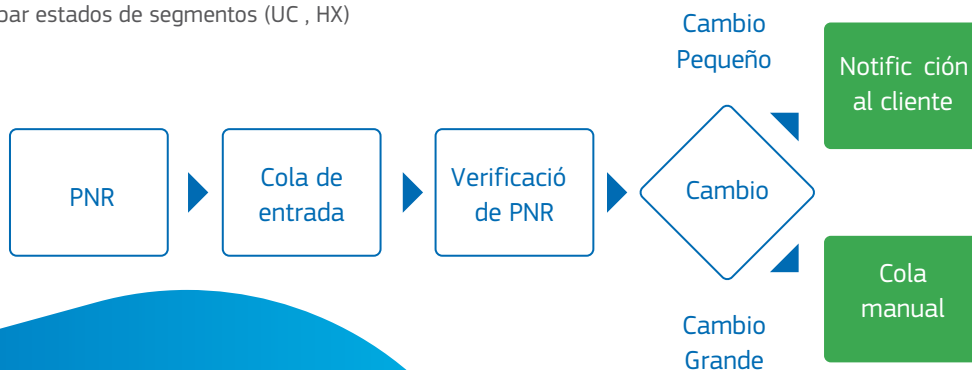 bar estados de segmentos (UC , HX)
Cambio
Pequeño
Notific ción
al cliente
PNR
Cola de
entrada
Verificació
de PNR
Cambio
Cola
manual
Cambio
Grande